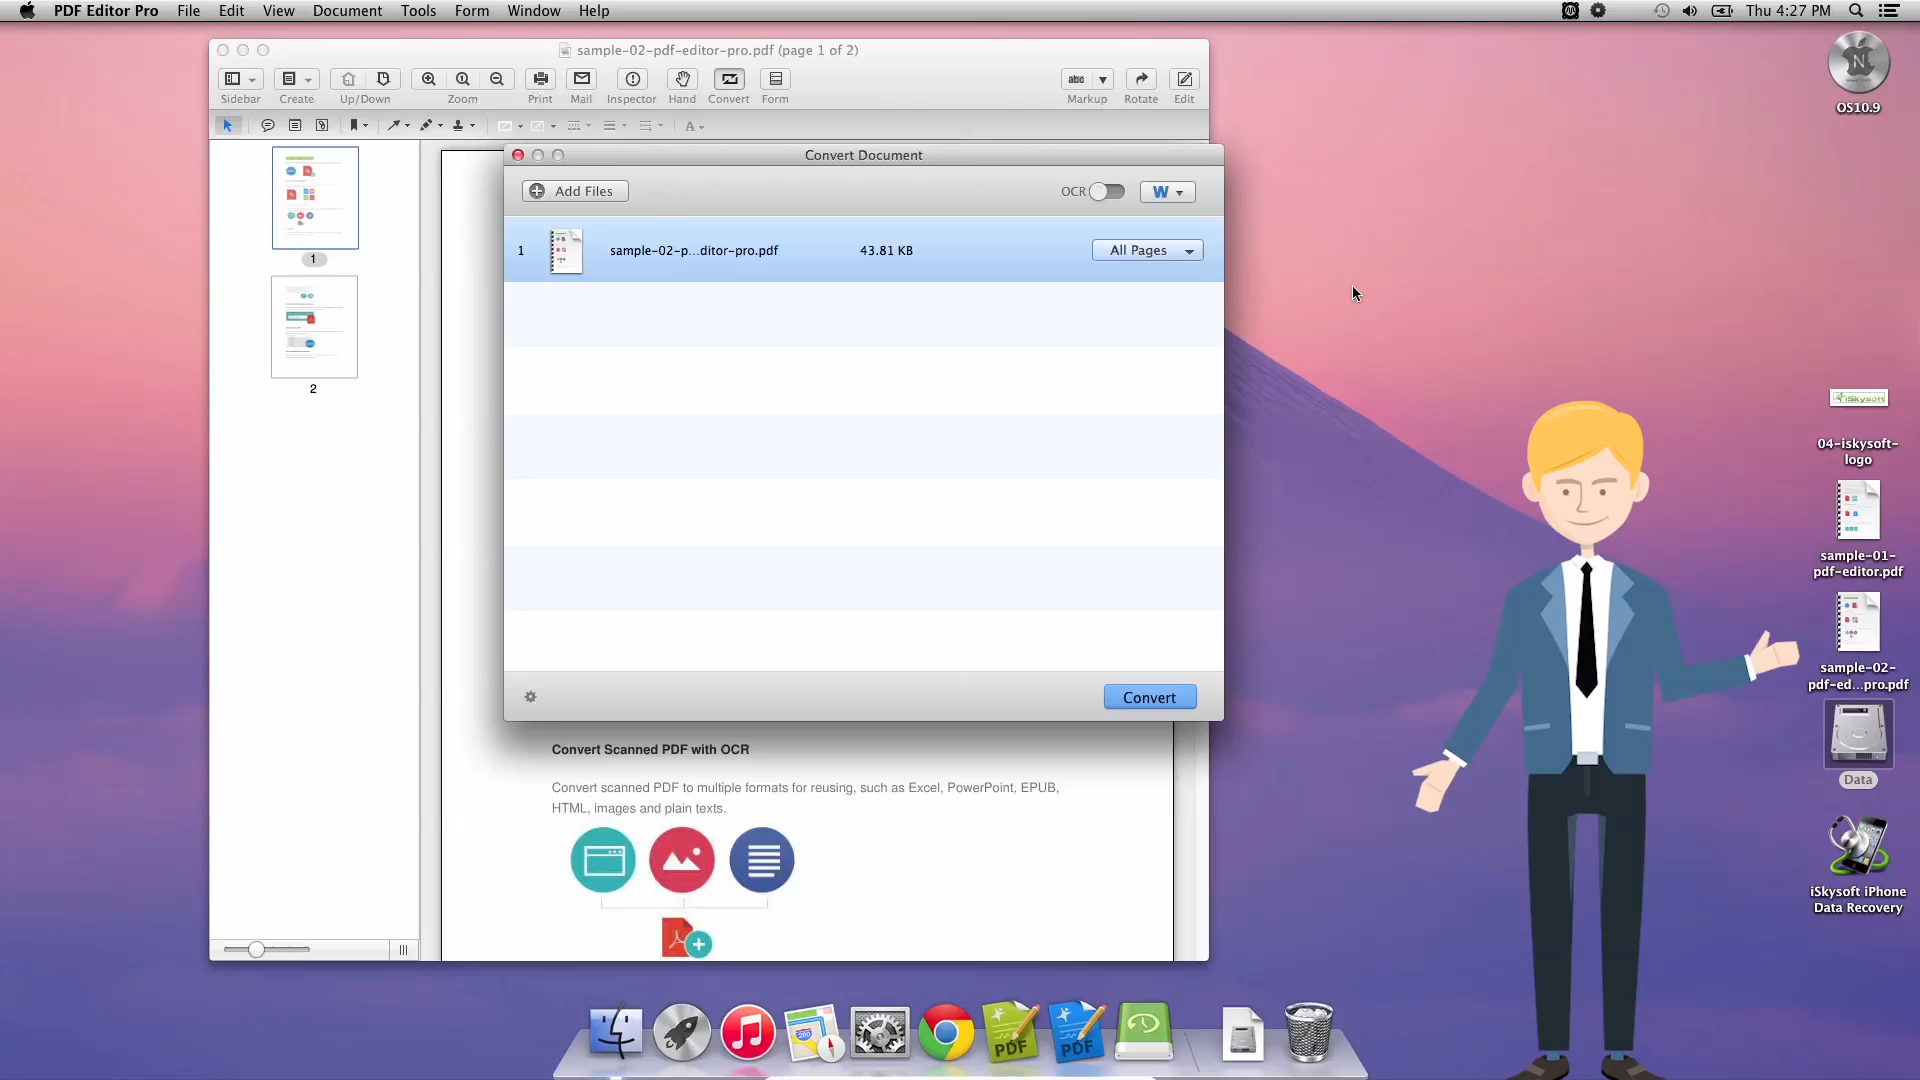 PDF Editor Pro File Edit View Document Tools Form Window Help Thu 4:27 PM
sample-02-pdf-editor-pro.pdf (page 1 of 2)
abc
Sidebar Create Up/Down Zoom Print Mail Inspector Hand Convert Form Markup Rotate Edit
Convert Document
Add Files OCR W
1 sample-02-p...ditor-pro.pdf 43.81 KB All Pages
Convert
1
2
Convert Scanned PDF with OCR
Convert scanned PDF to multiple formats for reusing, such as Excel, PowerPoint, EPUB,
HTML, images and plain texts.
OS10.9
iSkysoft
04-iskysoft-
logo
sample-01-
pdf-editor.pdf
sample-02-
pdf-ed...pro.pdf
Data
iSkysoft iPhone
Data Recovery
280
PDF
PDF